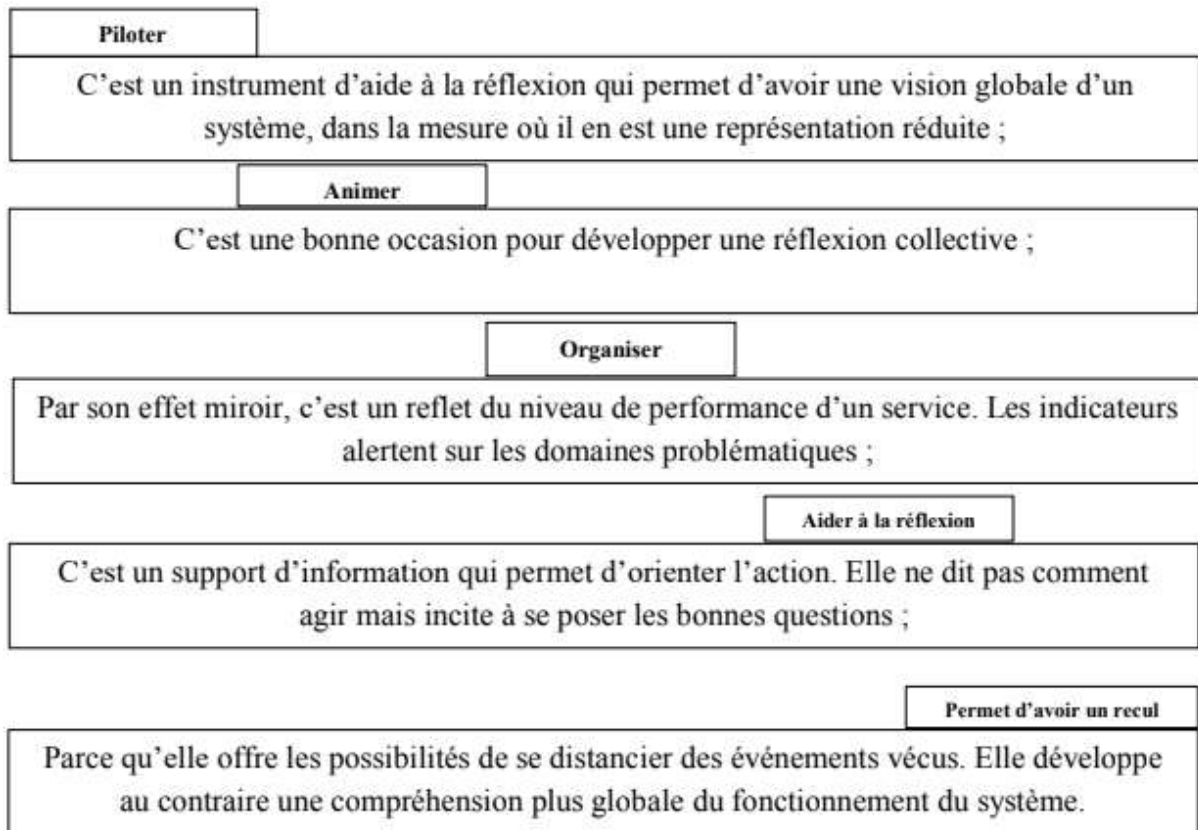 Piloter
C’est un instrument d’aide à la réflexion qui permet d’avoir une vision globale d’un
système, dans la mesure où il en est une représentation réduite ;
Animer
C’est une bonne occasion pour développer une réflexion collective ;
Organiser
Par son effet miroir, c’est un reflet du niveau de performance d’un service. Les indicateurs
alertent sur les domaines problématiques ;
Aider à la réflexion
C’est un support d’information qui permet d’orienter l’action. Elle ne dit pas comment
agir mais incite à se poser les bonnes questions ;
Permet d’avoir un recul
Parce qu’elle offre les possibilités de se distancier des événements vécus. Elle développe
au contraire une compréhension plus globale du fonctionnement du système.